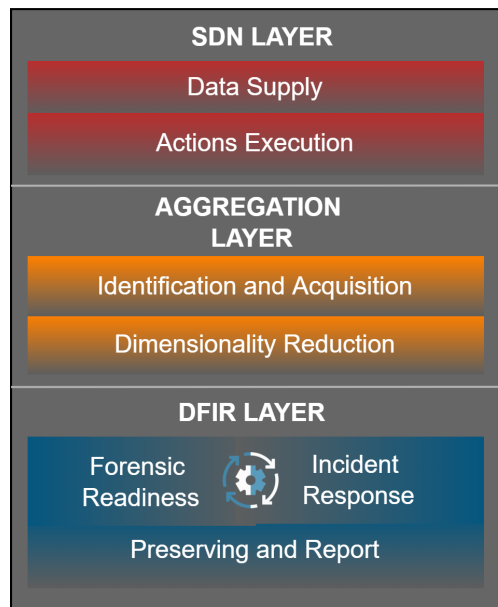 SDN LAYER
Data Supply
Actions Execution
AGGREGATION
LAYER
Identification and Acquisition
Dimensionality Reduction
DFIR LAYER
Forensic
Readiness
Incident
Response
Preserving and Report